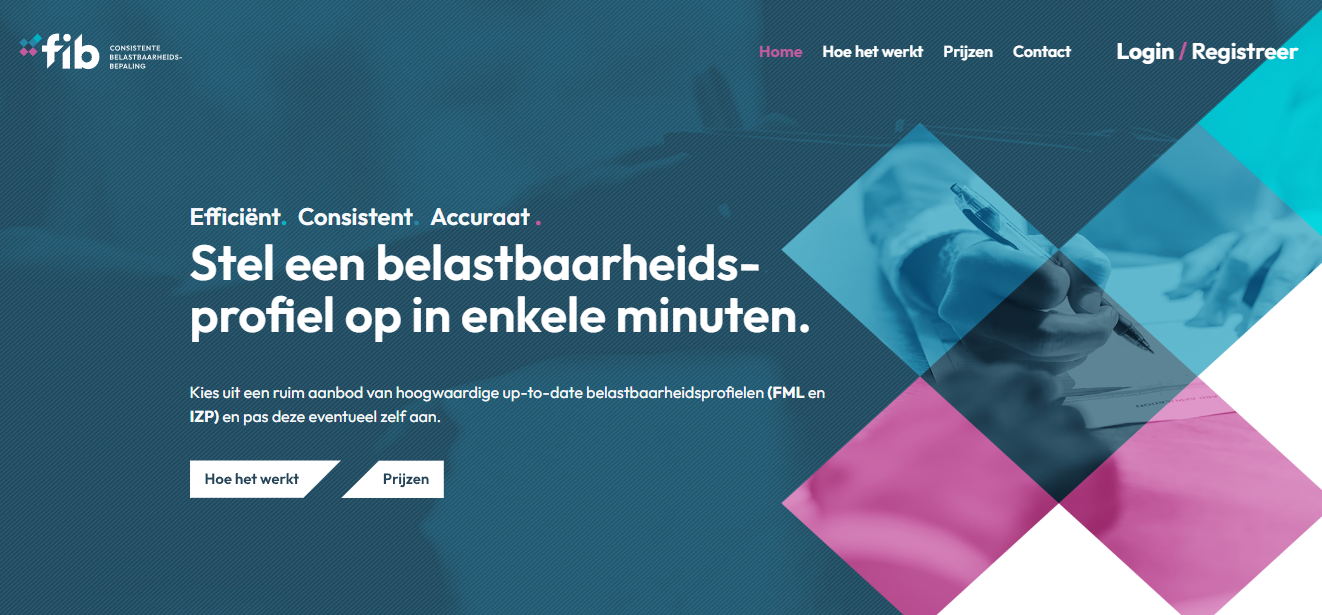 fib
CONSISTENTE
BELASTBAARHEIDS-
BEPALING
Home Hoe het werkt Prijzen Contact Login / Registreer
Efficiënt. Consistent. Accuraat .
Stel een belastbaarheids-
profiel op in enkele minuten.
Kies uit een ruim aanbod van hoogwaardige up-to-date belastbaarheidsprofielen (FML en
IZP) en pas deze eventueel zelf aan.
Hoe het werkt Prijzen